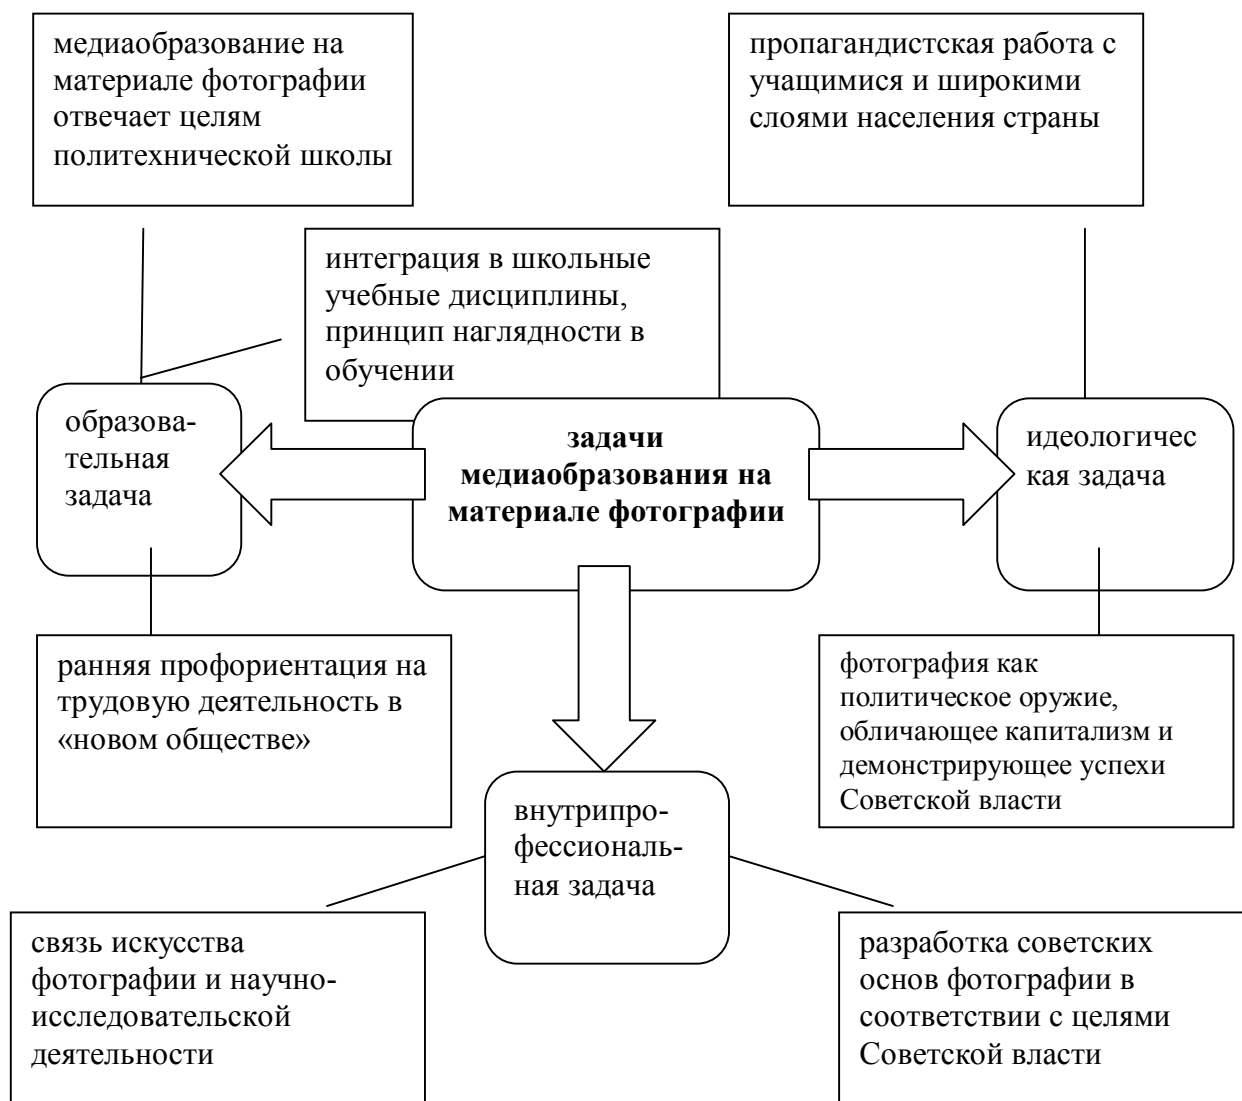 медиаобразование на
материале фотографии
отвечает целям
политехнической школы
пропагандистская работа с
учащимися и широкими
слоями населения страны
интеграция в школьные
учебные дисциплины,
принцип наглядности в
обучении
образова-
тельная
задача
задачи
медиаобразования на
материале фотографии
идеологичес
кая задача
ранняя профориентация на
трудовую деятельность в
«новом обществе»
фотография как
политическое оружие,
обличающее капитализм и
демонстрирующее успехи
Советской власти
внутрипро-
фессиональ-
ная задача
связь искусства
фотографии и научно-
исследовательской
деятельности
разработка советских
основ фотографии в
соответствии с целями
Советской власти